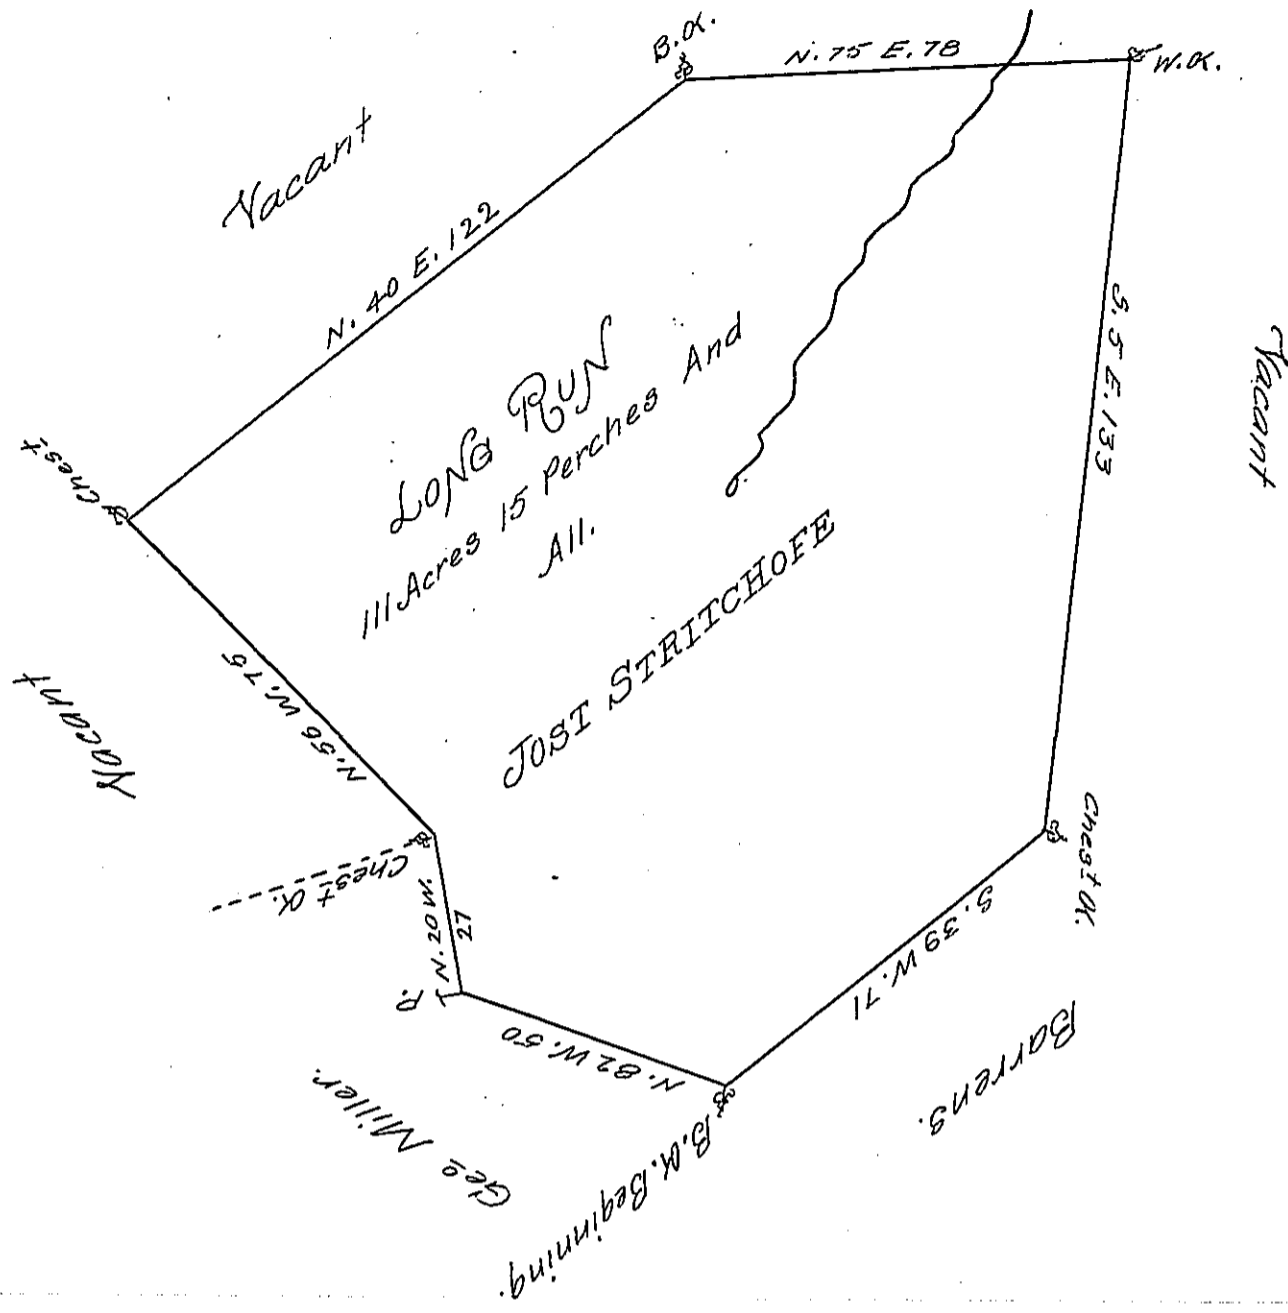 B.O.
N. 75 E. 78
W.O.
Vacant
N. 40 E. 122
LONG RUN
111 Acres 15 Perches And
All.
S. 5 E. 133
Vacant
Chest
JOST STRITCHOFE
N. 56 W. 75
Vacant
Chest O.
Chest O.
N. 20 W.
27
P.
S. 39 W. 71
N. 82 W. 50
Barrens.
Geo Miller.
B.O. Beginning.